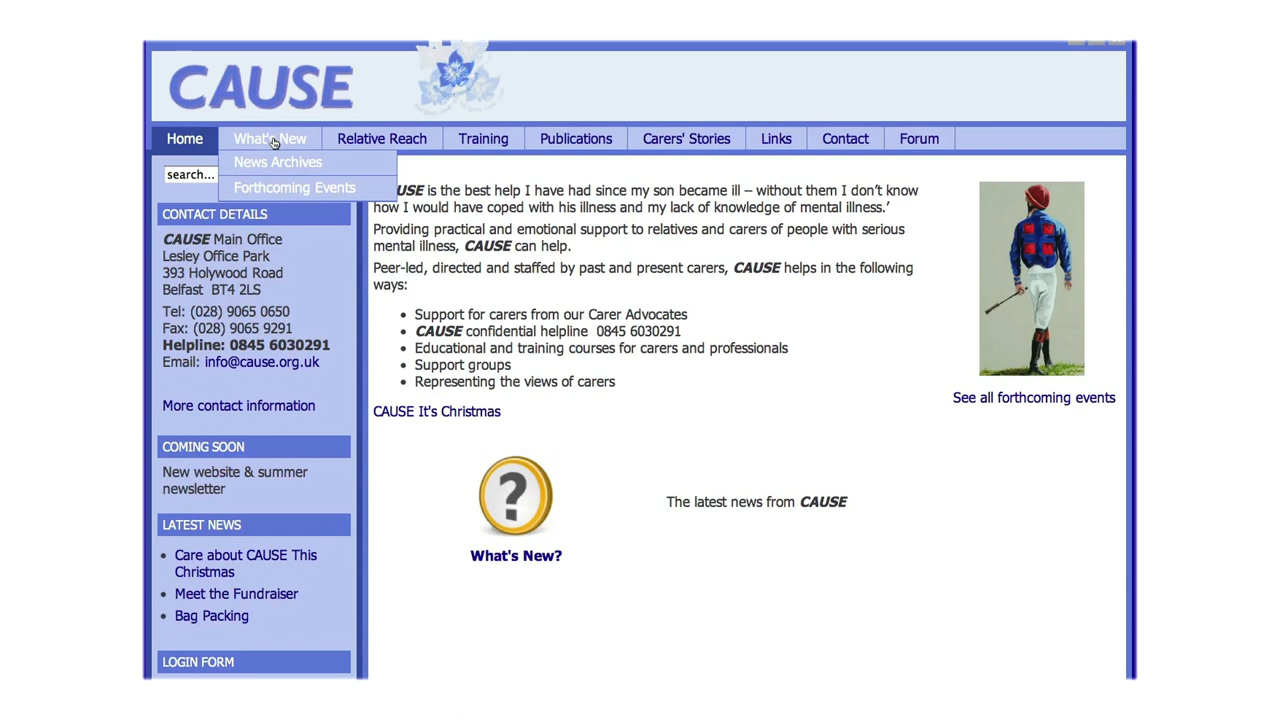 CAUSE
Home What's New Relative Reach Training Publications Carers' Stories Links Contact Forum
News Archives
Forthcoming Events
search...
CONTACT DETAILS
CAUSE Main Office
Lesley Office Park
393 Holywood Road
Belfast BT4 2LS
Tel: (028) 9065 0650
Fax: (028) 9065 9291
Helpline: 0845 6030291
Email: info@cause.org.uk
More contact information
COMING SOON
New website & summer
newsletter
LATEST NEWS
Care about CAUSE This
Christmas
Meet the Fundraiser
Bag Packing
LOGIN FORM
is the best help I have had since my son became ill – without them I don’t know
how I would have coped with his illness and my lack of knowledge of mental illness.’
Providing practical and emotional support to relatives and carers of people with serious
mental illness, CAUSE can help.
Peer-led, directed and staffed by past and present carers, CAUSE helps in the following
ways:
Support for carers from our Carer Advocates
CAUSE confidential helpline 0845 6030291
Educational and training courses for carers and professionals
Support groups
Representing the views of carers
CAUSE It's Christmas
What's New?
The latest news from CAUSE
See all forthcoming events